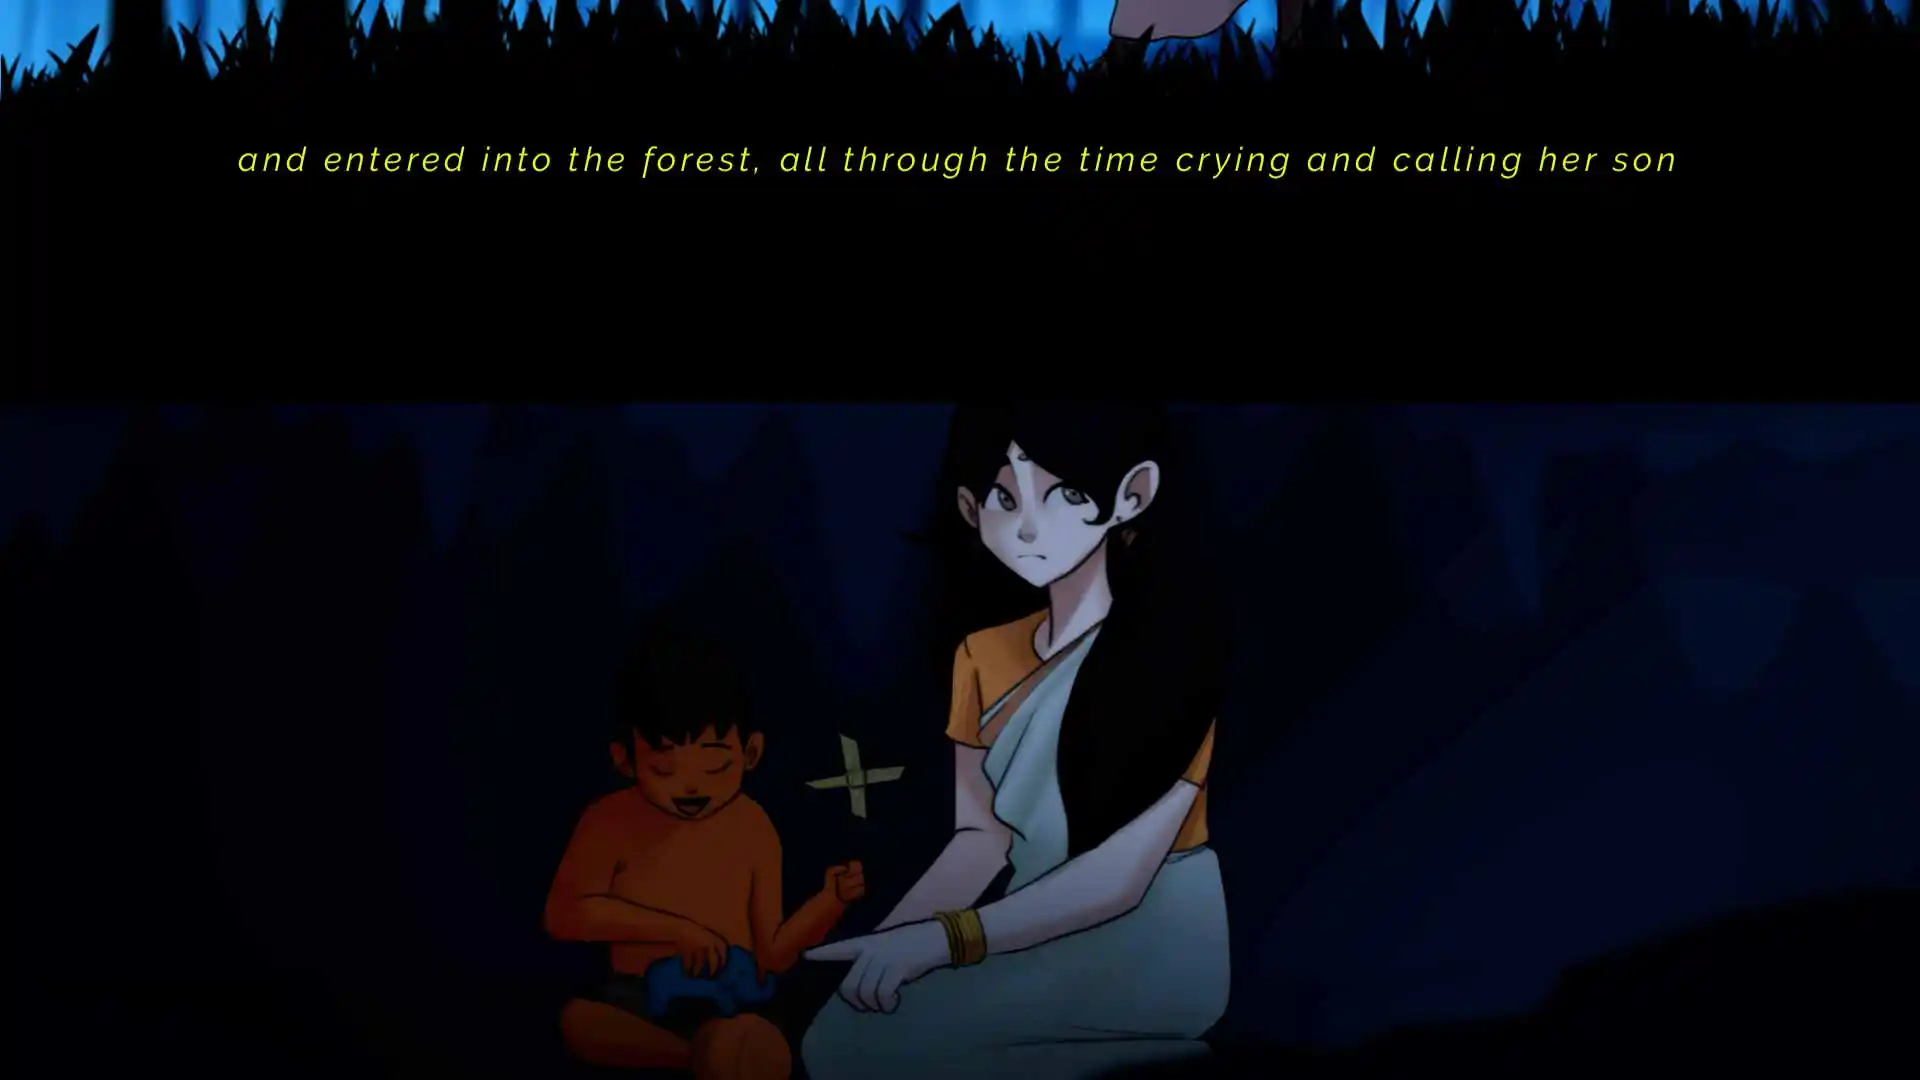 and entered into the forest, all through the time crying and calling her son